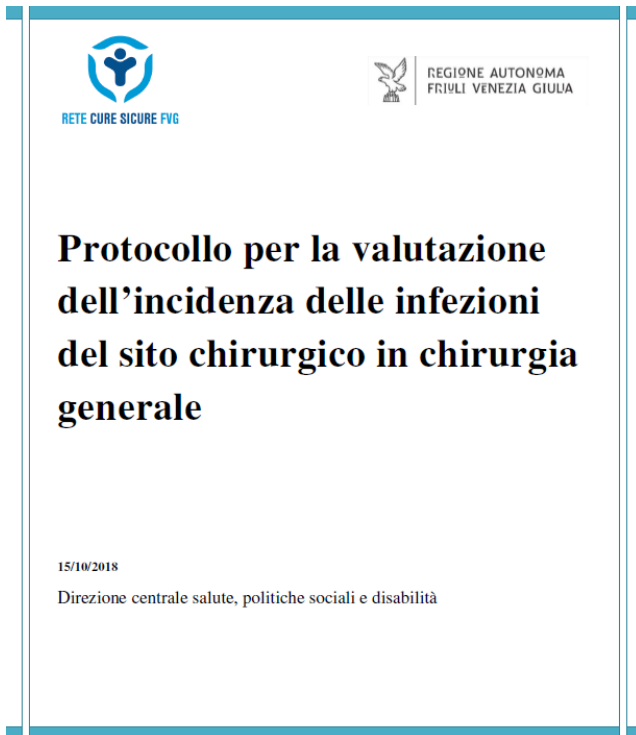 RETE CURE SICURE FVG
REGIONE AUTONOMA
FRIULI VENEZIA GIULIA
Protocollo per la valutazione
dell’incidenza delle infezioni
del sito chirurgico in chirurgia
generale
15/10/2018
Direzione centrale salute, politiche sociali e disabilità